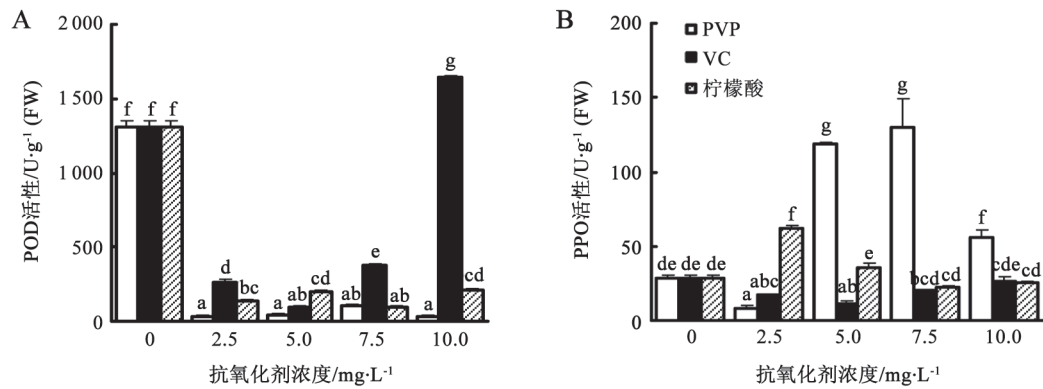 A
2 000
1 500
1 000
500
0
POD活性/U·g⁻¹ (FW)
f f f
a d bc
a ab cd
ab e ab
a g cd
0 2.5 5.0 7.5 10.0
抗氧化剂浓度/mg·L⁻¹
B
200
150
100
50
0
PPO活性/U·g⁻¹ (FW)
PVP
VC
柠檬酸
de de de
a abc f
g ab e
g bcd cd
f cde cd
0 2.5 5.0 7.5 10.0
抗氧化剂浓度/mg·L⁻¹